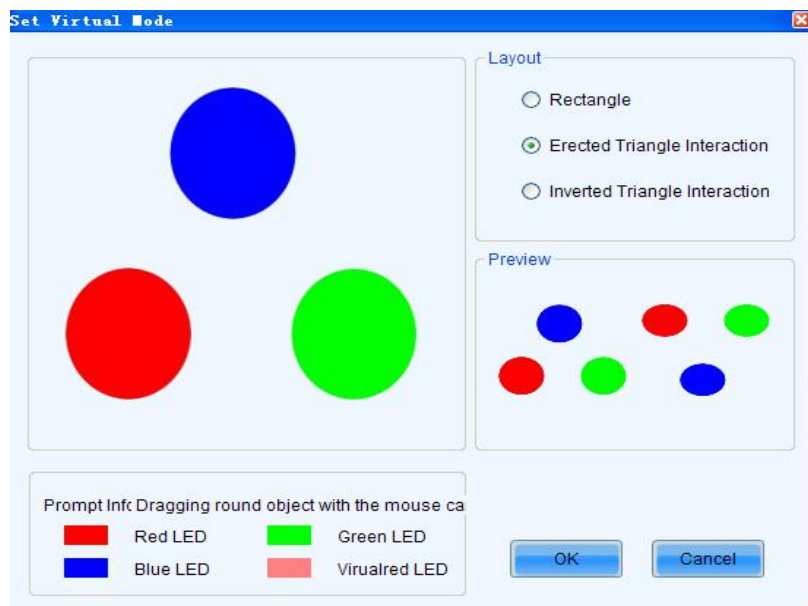 Set Virtual Mode
Layout
Rectangle
Erected Triangle Interaction
Inverted Triangle Interaction
Preview
Prompt Info Dragging round object with the mouse ca
Red LED
Green LED
Blue LED
Virualred LED
OK
Cancel